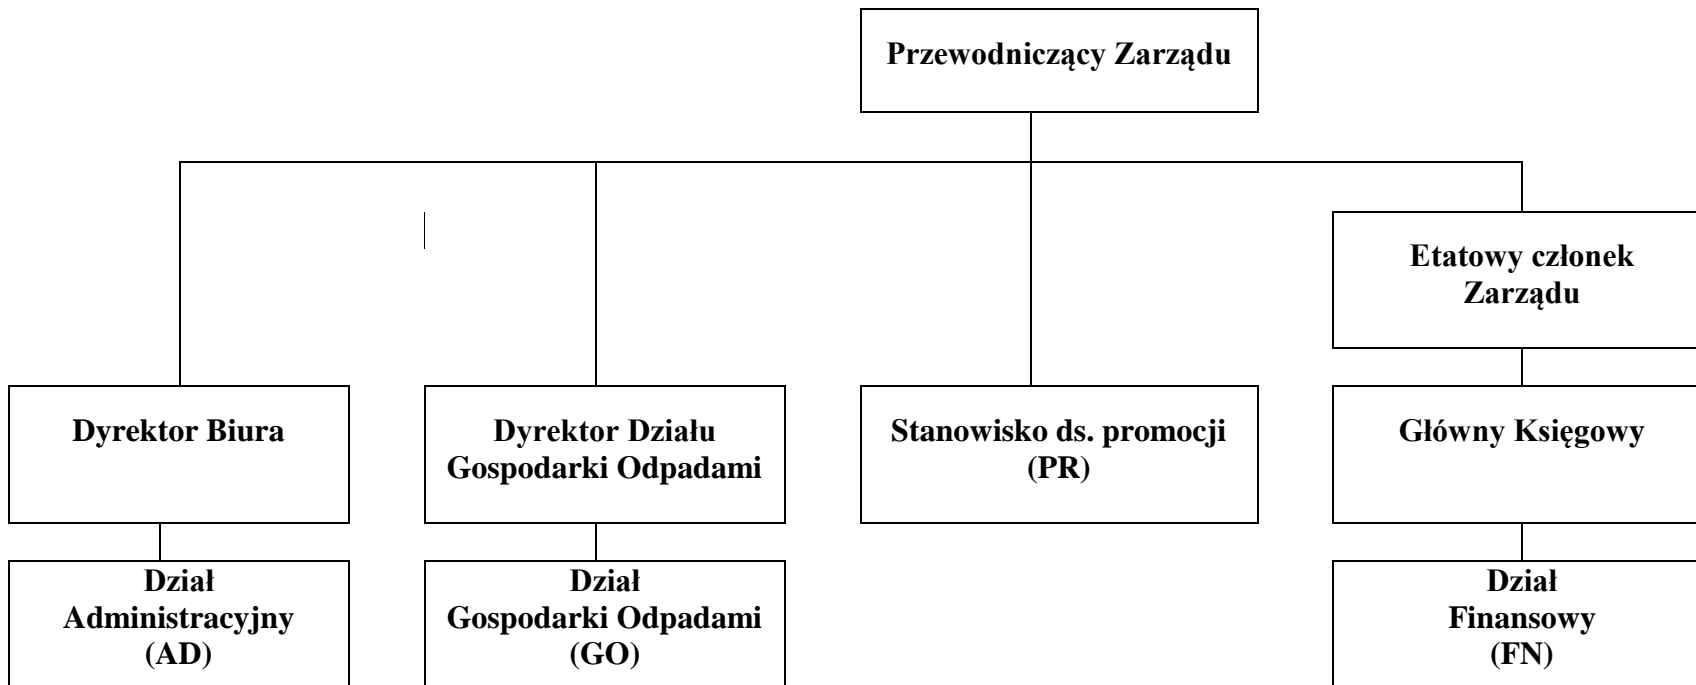 Przewodniczący Zarządu
Etatowy członek
Zarządu
Dyrektor Biura
Dyrektor Działu
Gospodarki Odpadami
Stanowisko ds. promocji
(PR)
Główny Księgowy
Dział
Administracyjny
(AD)
Dział
Gospodarki Odpadami
(GO)
Dział
Finansowy
(FN)